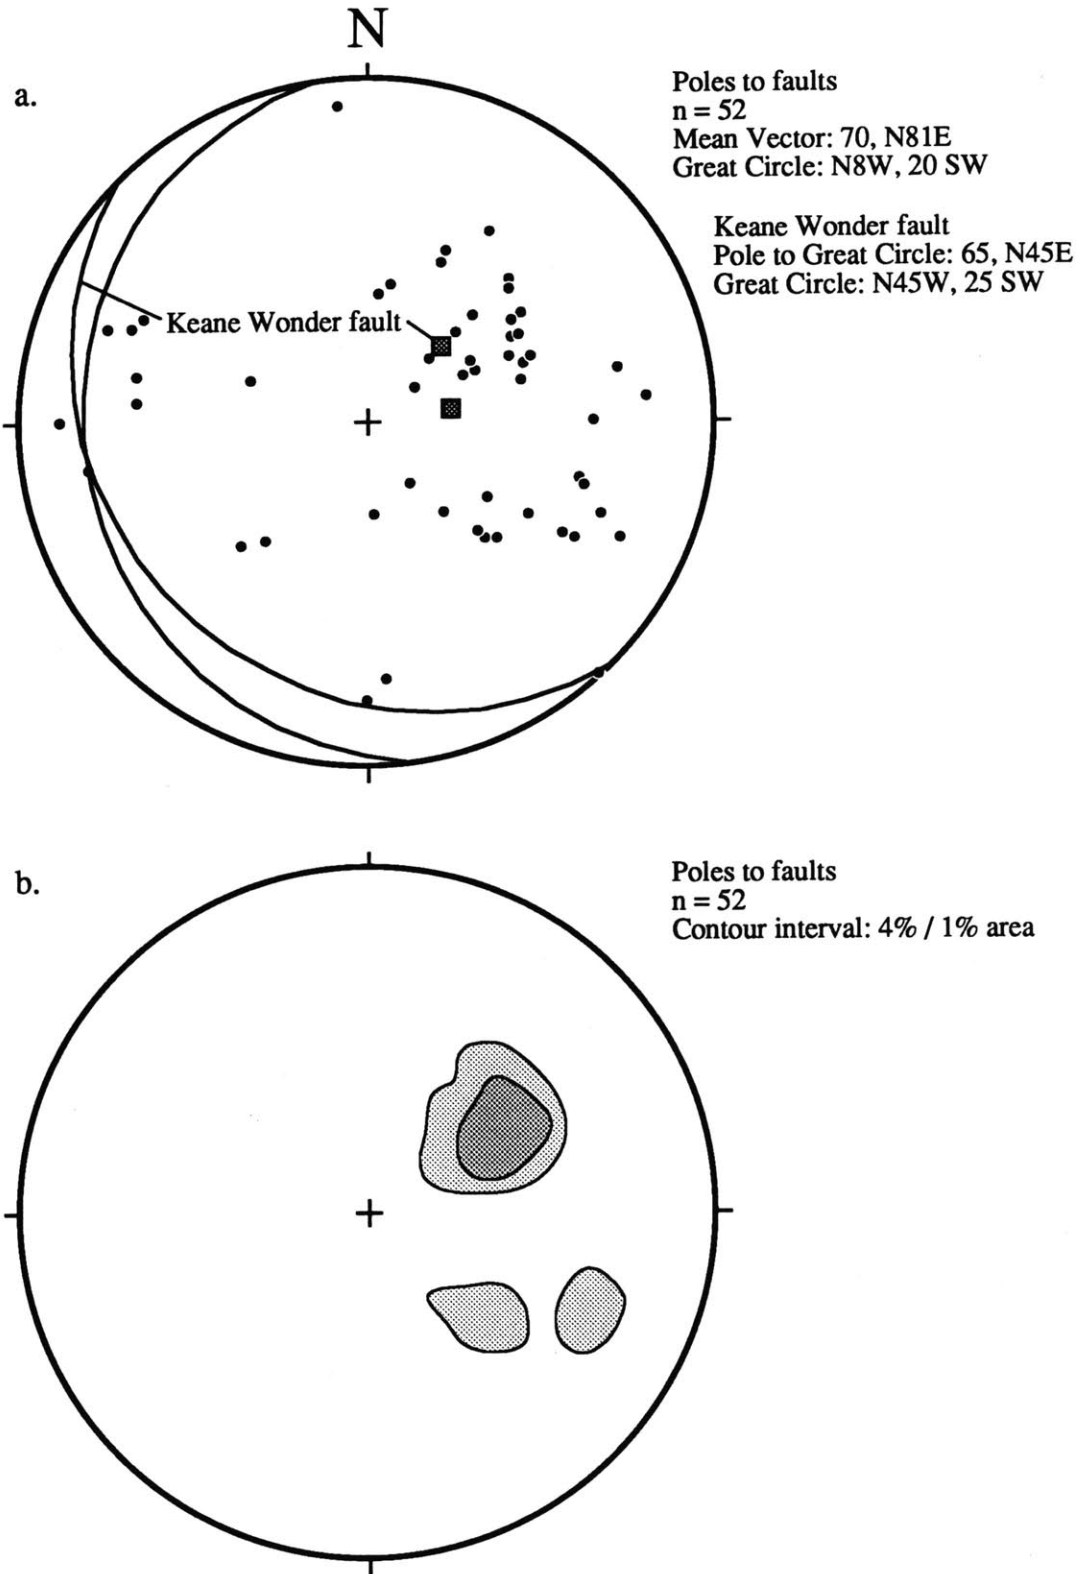 N
a.
Poles to faults
n = 52
Mean Vector: 70, N81E
Great Circle: N8W, 20 SW
Keane Wonder fault
Pole to Great Circle: 65, N45E
Great Circle: N45W, 25 SW
Keane Wonder fault
b.
Poles to faults
n = 52
Contour interval: 4% / 1% area